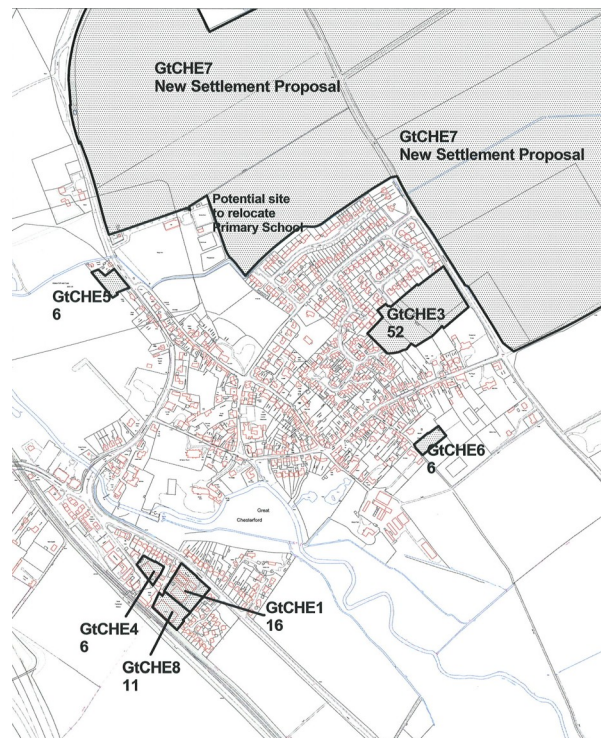 GtCHE7
New Settlement Proposal
GtCHE7
New Settlement Proposal
Potential site
to relocate
Primary School
GtCHE5
6
GtCHE3
52
GtCHE6
6
Great
Chesterford
GtCHE4
6
GtCHE1
16
GtCHE8
11